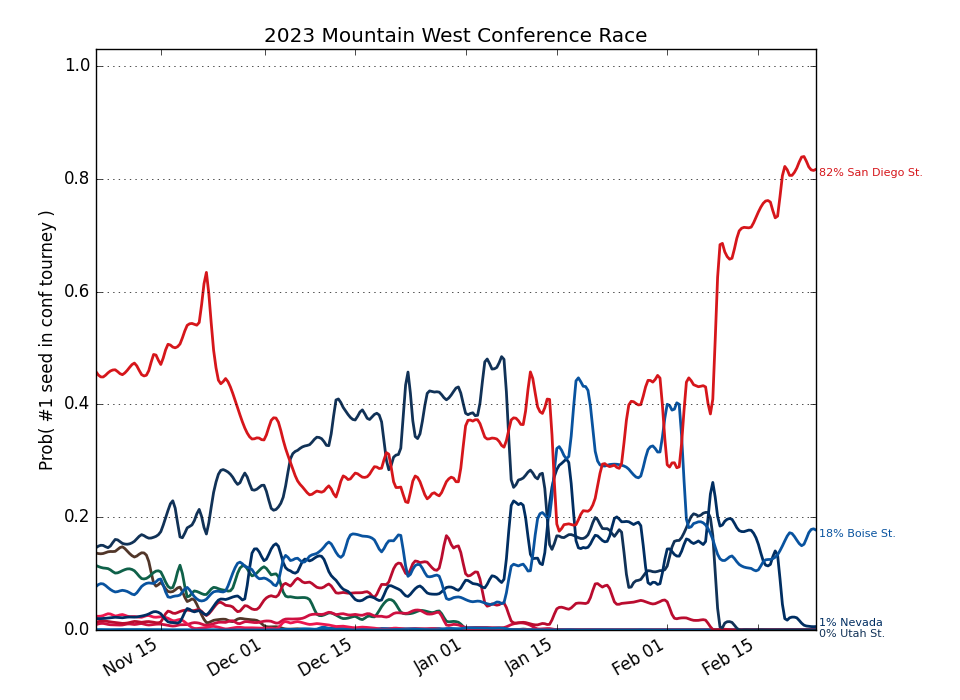 2023 Mountain West Conference Race
Prob( #1 seed in conf tourney )
1.0
0.8
0.6
0.4
0.2
0.0
82% San Diego St.
18% Boise St.
1% Nevada
0% Utah St.
Nov 15
Dec 01
Dec 15
Jan 01
Jan 15
Feb 01
Feb 15